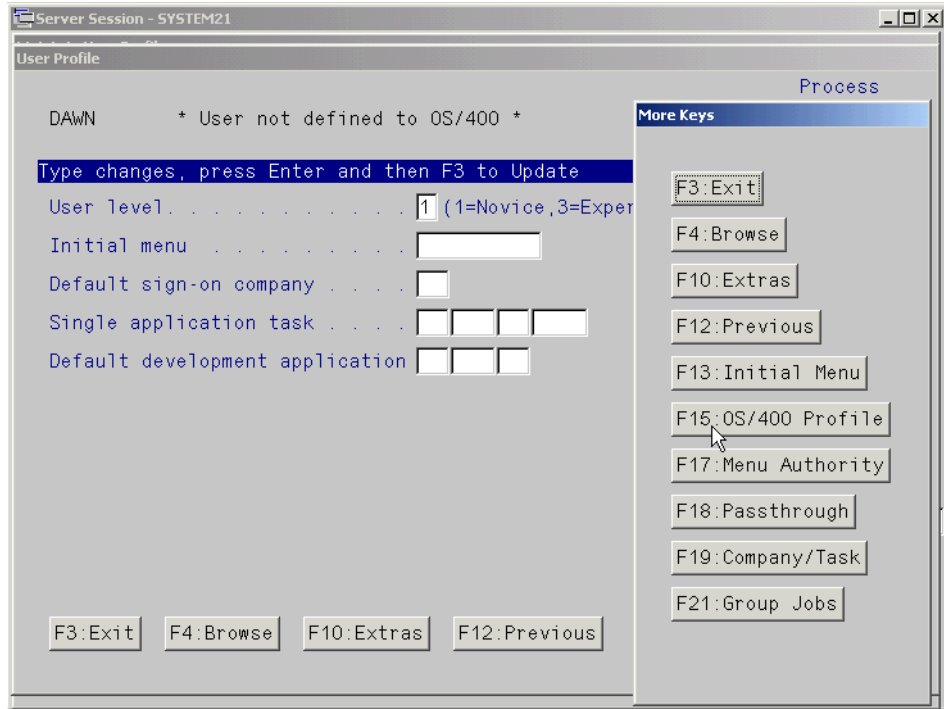 Server Session - SYSTEM21
User Profile
Process
DAWN * User not defined to OS/400 *
Type changes, press Enter and then F3 to Update
User level. . . . . . . . . . . 1 (1=Novice,3=Exper
Initial menu . . . . . . . . .
Default sign-on company . . . .
Single application task . . . .
Default development application
F3:Exit F4:Browse F10:Extras F12:Previous
More Keys
F3:Exit
F4:Browse
F10:Extras
F12:Previous
F13:Initial Menu
F15:OS/400 Profile
F17:Menu Authority
F18:Passthrough
F19:Company/Task
F21:Group Jobs